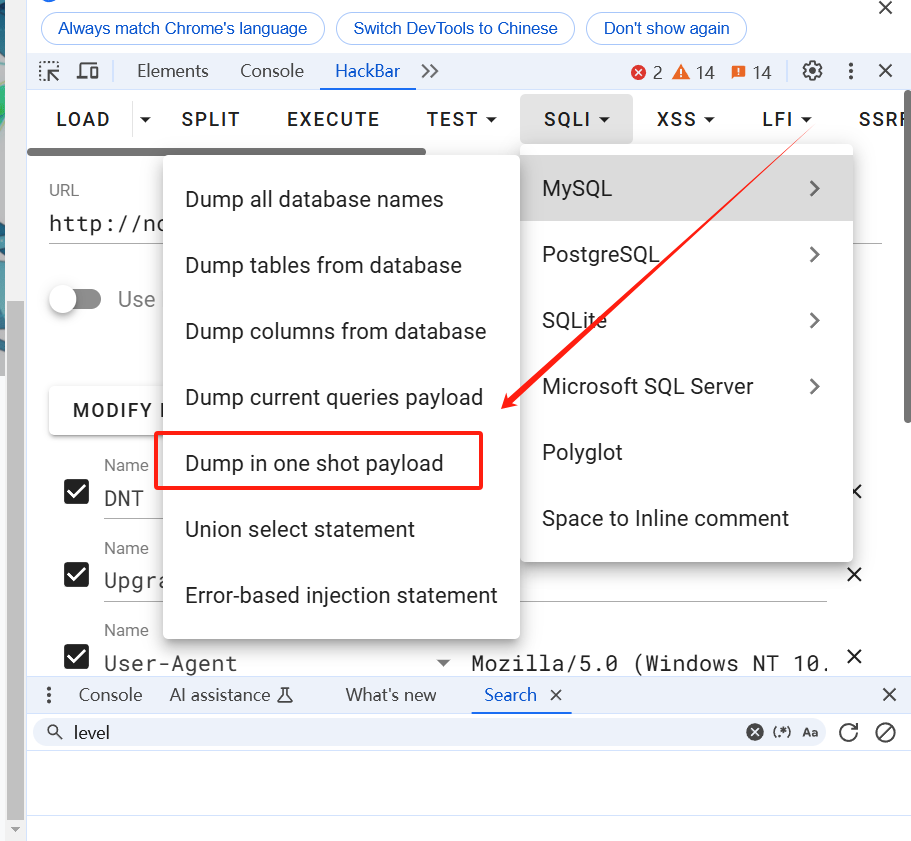 Always match Chrome's language Switch DevTools to Chinese Don't show again
Elements Console HackBar 2 14 14
LOAD SPLIT EXECUTE TEST SQLI XSS LFI SSRF
URL
http://no
Use
MODIFY
Dump all database names
Dump tables from database
Dump columns from database
Dump current queries payload
Dump in one shot payload
Union select statement
Error-based injection statement
MySQL
PostgreSQL
SQLite
Microsoft SQL Server
Polyglot
Space to Inline comment
Name
DNT
Name
Upgra
Name
User-Agent Mozilla/5.0 (Windows NT 10.
Console AI assistance What's new Search
level (.*) Aa